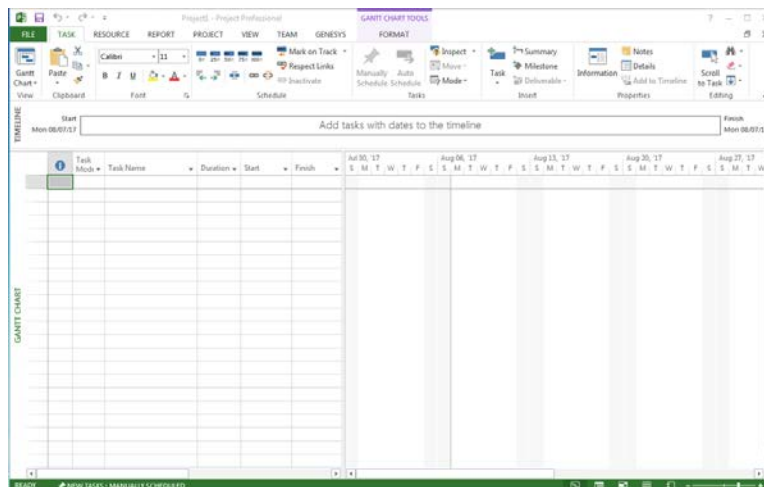 Project1 - Project Professional
GANTT CHART TOOLS
FILE TASK RESOURCE REPORT PROJECT VIEW TEAM GENESYS FORMAT
Calibri 11
Mark on Track
Respect Links
Inactivate
Inspect
Move
Mode
Summary
Milestone
Deliverable
Notes
Details
Add to Timeline
Gantt Chart
Paste
B I U A
Manually Schedule
Auto Schedule
Task
Information
Scroll to Task
View Clipboard Font Schedule Tasks Insert Properties Editing
TIMELINE
Start
Mon 08/07/17
Add tasks with dates to the timeline
Finish
Mon 08/07/1
Task Mode Task Name Duration Start Finish
Jul 30, '17 Aug 06, '17 Aug 13, '17 Aug 20, '17 Aug 27, '17
S M T W T F S S M T W T F S S M T W T F S S M T W T F S S M T W
GANTT CHART
READY NEW TASKS : MANUALLY SCHEDULED